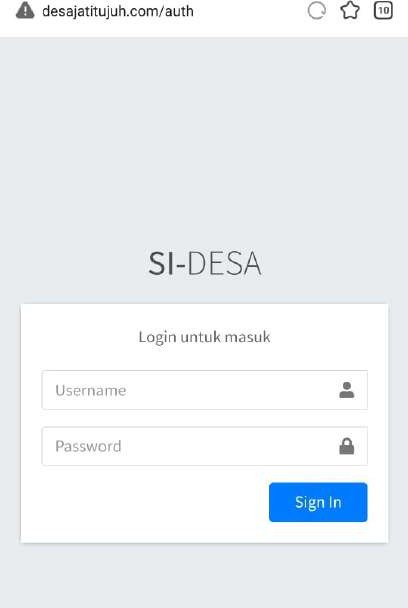 desajatitujuh.com/auth
10
SI-DESA
Login untuk masuk
Username
Password
Sign In